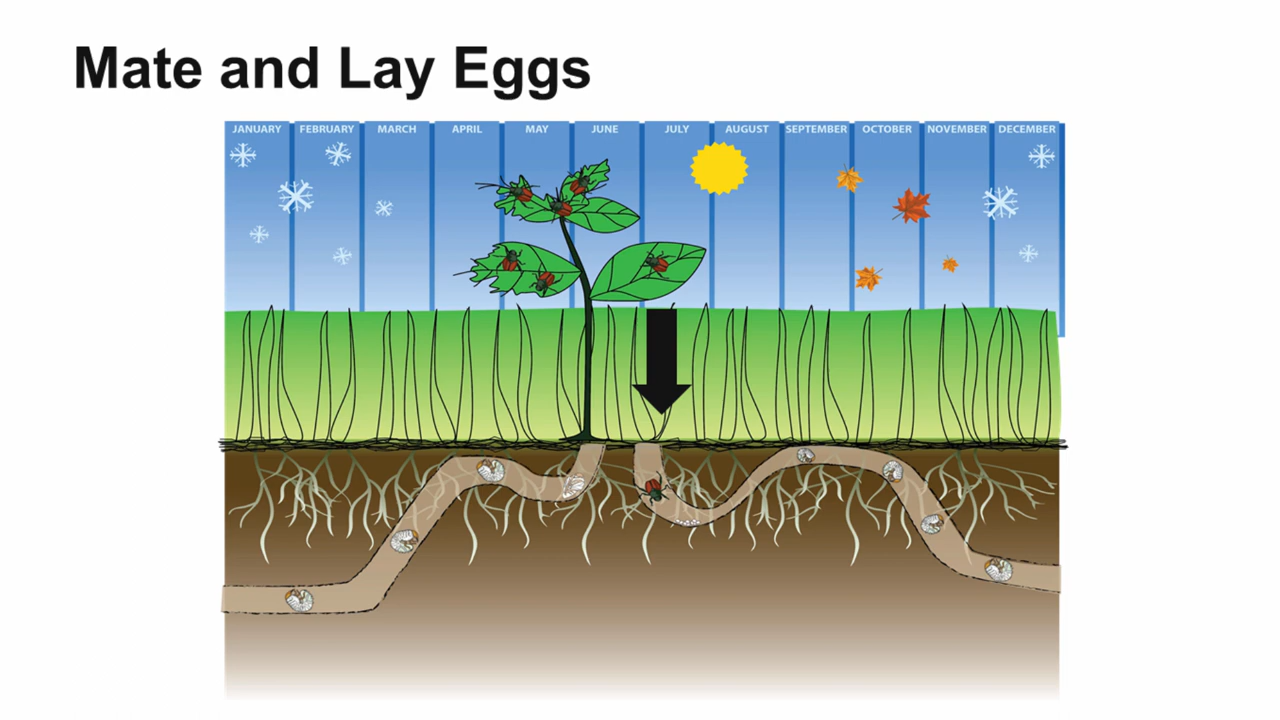 Mate and Lay Eggs
JANUARY FEBRUARY MARCH APRIL MAY JUNE JULY AUGUST SEPTEMBER OCTOBER NOVEMBER DECEMBER